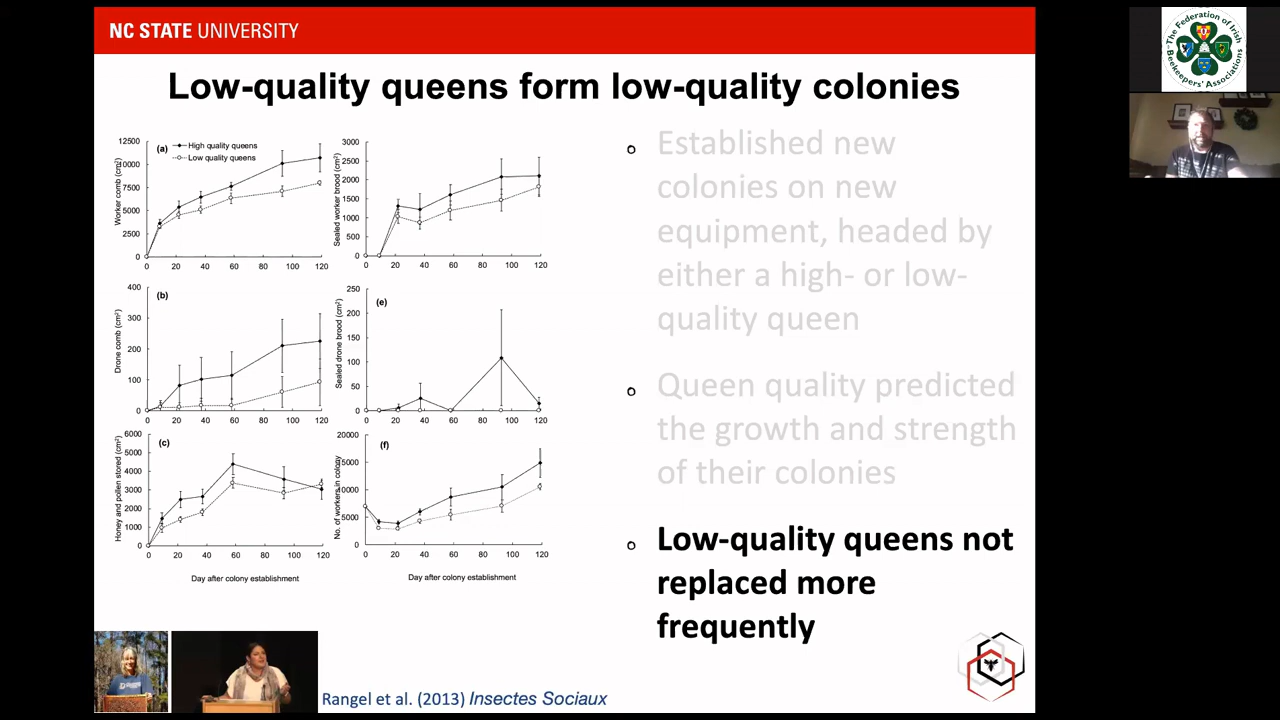 NC STATE UNIVERSITY
Low-quality queens form low-quality colonies
(a)
High quality queens
Low quality queens
Worker comb (cm²)
12500
10000
7500
5000
2500
0
0 20 40 60 80 100 120
Sealed worker brood (cm²)
3000
2500
2000
1500
1000
500
0
0 20 40 60 80 100 120
(b)
Drone comb (cm²)
400
300
200
100
0
0 20 40 60 80 100 120
(e)
Sealed drone brood (cm²)
250
200
150
100
50
0
0 20 40 60 80 100 120
(c)
Honey and pollen stored (cm²)
6000
5000
4000
3000
2000
1000
0
0 20 40 60 80 100 120
Day after colony establishment
(f)
No. of workers in colony
20000
15000
10000
5000
0
0 20 40 60 80 100 120
Day after colony establishment
Established new
colonies on new
equipment, headed by
either a high- or low-
quality queen
Queen quality predicted
the growth and strength
of their colonies
Low-quality queens not
replaced more
frequently
Rangel et al. (2013) Insectes Sociaux
The Federation of Irish
Beekeepers' Associations